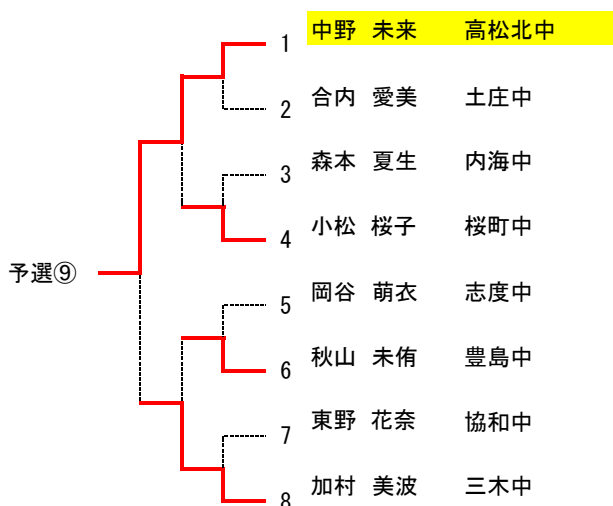 1 中野 未来 高松北中
2 合内 愛美 土庄中
3 森本 夏生 内海中
4 小松 桜子 桜町中
予選⑨
5 岡谷 萌衣 志度中
6 秋山 未侑 豊島中
7 東野 花奈 協和中
8 加村 美波 三木中